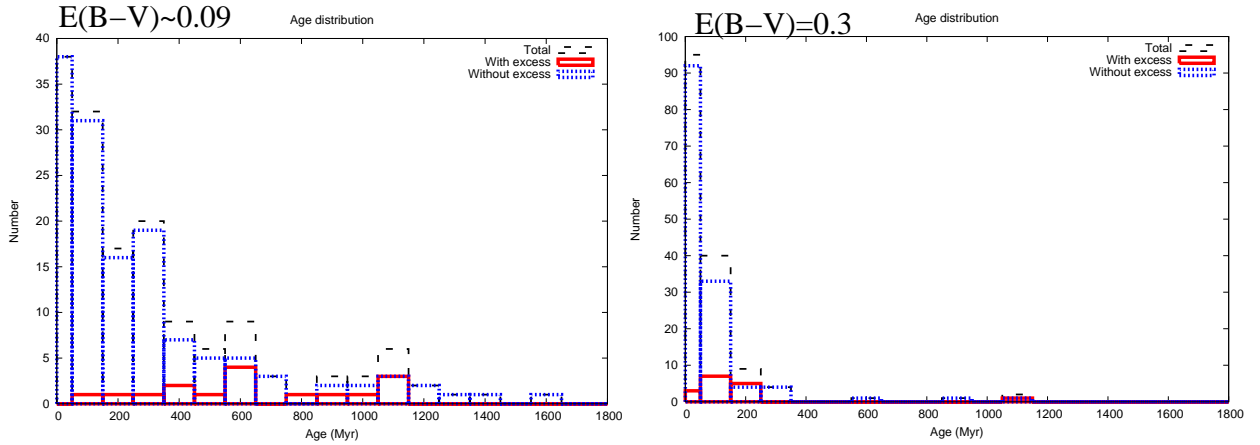 E(B−V)~0.09
Age distribution
Total
With excess
Without excess
Number
40
35
30
25
20
15
10
5
0
0 200 400 600 800 1000 1200 1400 1600 1800
Age (Myr)
E(B−V)=0.3
Age distribution
Total
With excess
Without excess
Number
100
90
80
70
60
50
40
30
20
10
0
0 200 400 600 800 1000 1200 1400 1600 1800
Age (Myr)